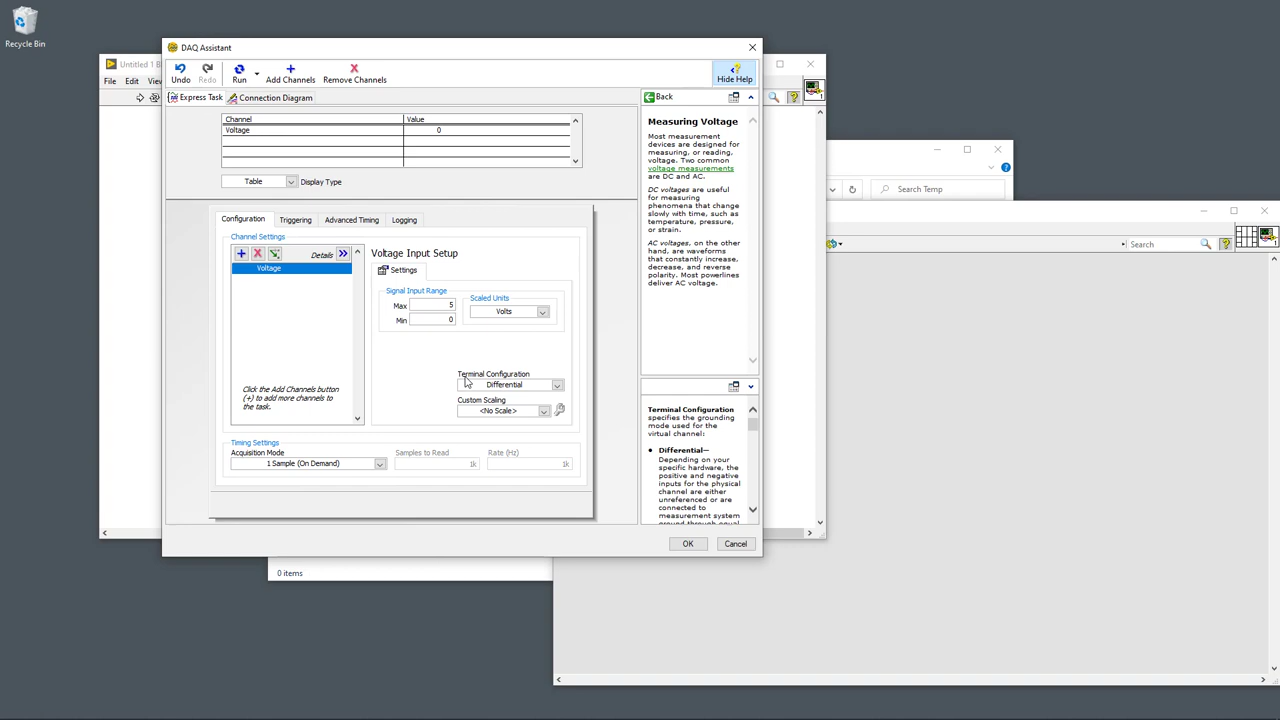 Recycle Bin
DAQ Assistant
Undo
Redo
Run
Add Channels
Remove Channels
Hide Help
Express Task
Connection Diagram
Channel
Value
Voltage
0
Table
Display Type
Configuration
Triggering
Advanced Timing
Logging
Channel Settings
Details
Voltage
Click the Add Channels button
(+) to add more channels to
the task.
Voltage Input Setup
Settings
Signal Input Range
Max
5
Min
0
Scaled Units
Volts
Terminal Configuration
Differential
Custom Scaling
<No Scale>
Timing Settings
Acquisition Mode
1 Sample (On Demand)
Samples to Read
1k
Rate (Hz)
1k
Back
Measuring Voltage
Most measurement
devices are designed for
measuring, or reading,
voltage. Two common
voltage measurements
are DC and AC.
DC voltages are useful
for measuring
phenomena that change
slowly with time, such as
temperature, pressure,
or strain.
AC voltages, on the other
hand, are waveforms
that constantly increase,
decrease, and reverse
polarity. Most powerlines
deliver AC voltage.
Terminal Configuration
specifies the grounding
mode used for the
virtual channel:
Differential—
Depending on your
specific hardware, the
positive and negative
inputs for the physical
channel are either
unreferenced or are
connected to
measurement system
ground through equal
OK
Cancel
Untitled 1 Bl
File
Edit
Search Temp
Search
0 items